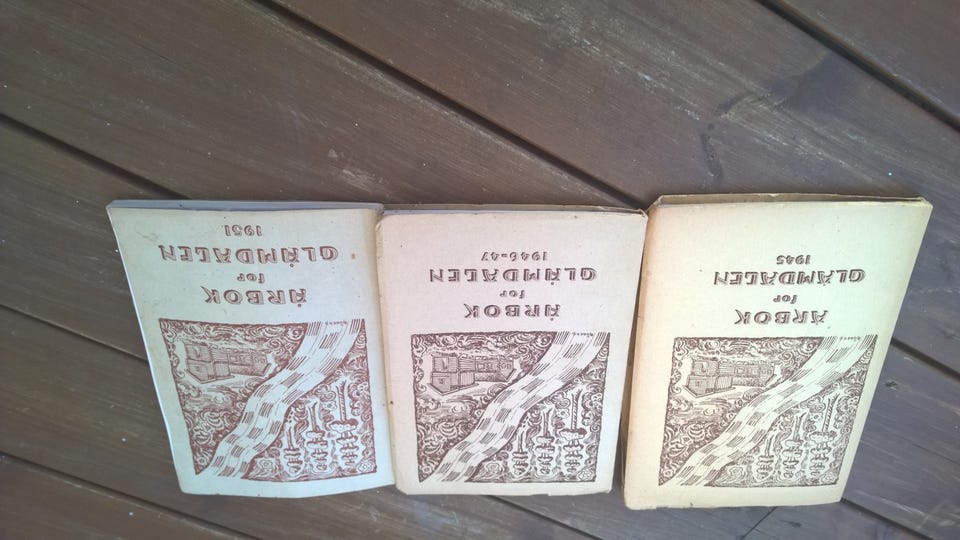 ÅRBOK
for
GLÅMDALEN
1945
ÅRBOK
for
GLÅMDALEN
1946-47
ÅRBOK
for
GLÅMDALEN
1951